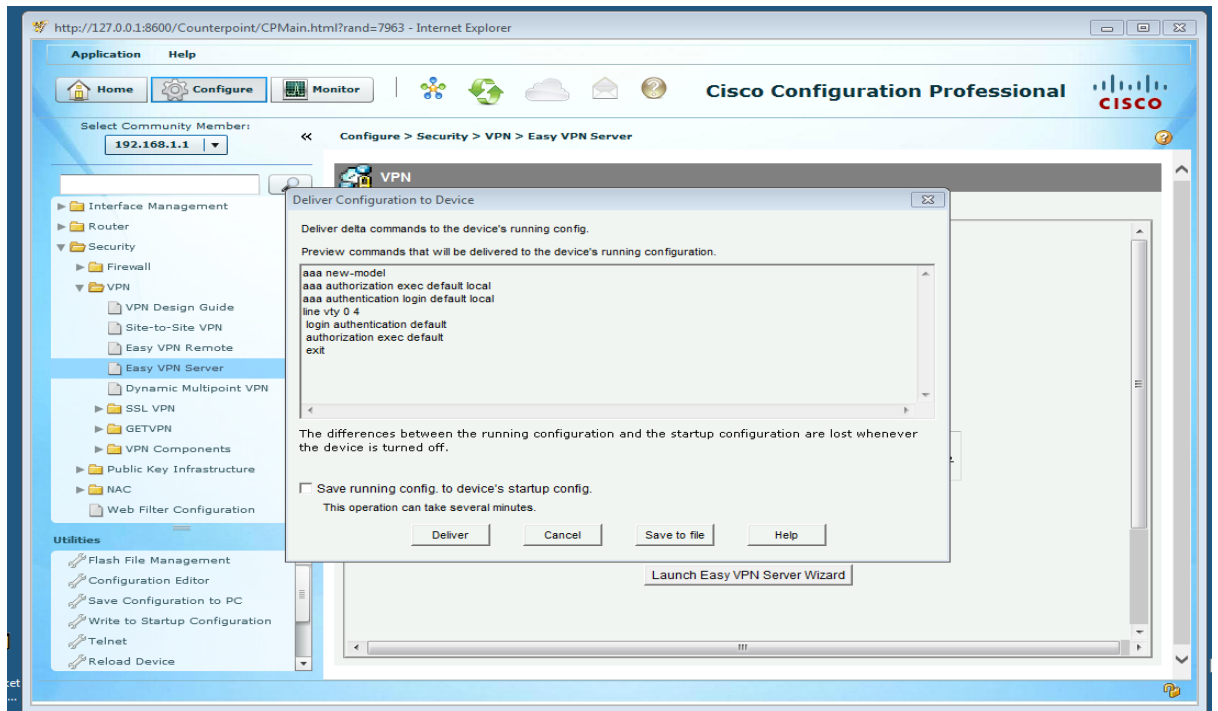 http://127.0.0.1:8600/Counterpoint/CPMain.html?rand=7963 - Internet Explorer
Application Help
Home Configure Monitor Cisco Configuration Professional
CISCO
Select Community Member:
192.168.1.1
Configure > Security > VPN > Easy VPN Server
VPN
Interface Management
Router
Security
Firewall
VPN
VPN Design Guide
Site-to-Site VPN
Easy VPN Remote
Easy VPN Server
Dynamic Multipoint VPN
SSL VPN
GETVPN
VPN Components
Public Key Infrastructure
NAC
Web Filter Configuration
Utilities
Flash File Management
Configuration Editor
Save Configuration to PC
Write to Startup Configuration
Telnet
Reload Device
Deliver Configuration to Device
Deliver delta commands to the device's running config.
Preview commands that will be delivered to the device's running configuration.
aaa new-model
aaa authorization exec default local
aaa authentication login default local
line vty 0 4
login authentication default
authorization exec default
exit
The differences between the running configuration and the startup configuration are lost whenever
the device is turned off.
Save running config. to device's startup config.
This operation can take several minutes.
Deliver Cancel Save to file Help
Launch Easy VPN Server Wizard